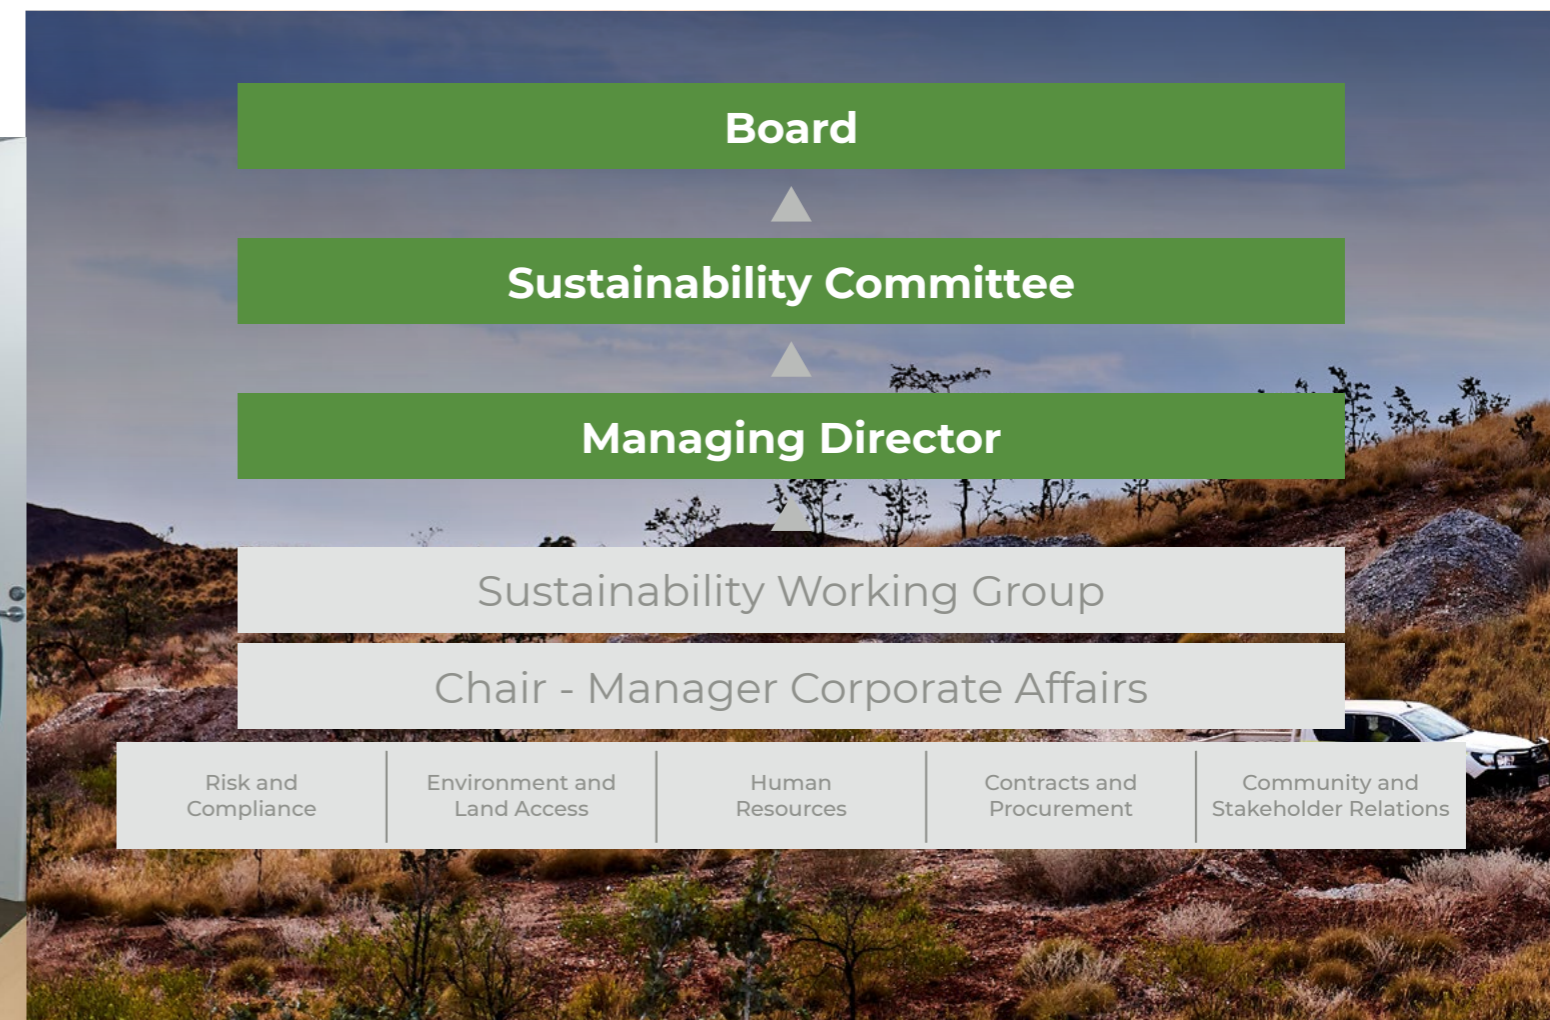 Board
Sustainability Committee
Managing Director
Sustainability Working Group
Chair - Manager Corporate Affairs
Risk and
Compliance
Environment and
Land Access
Human
Resources
Contracts and
Procurement
Community and
Stakeholder Relations